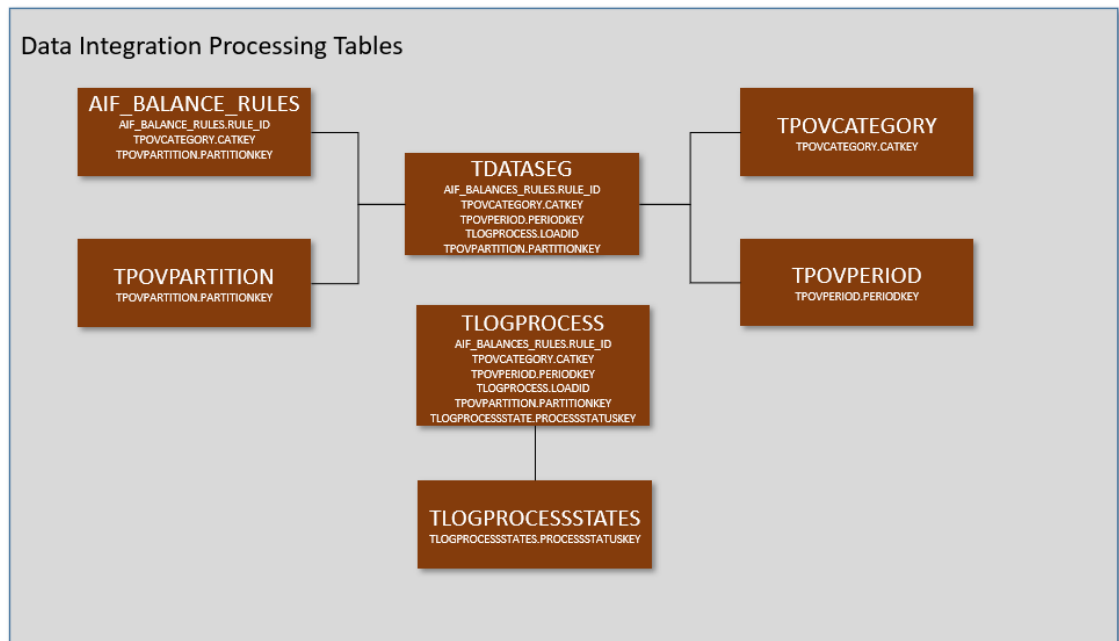 Data Integration Processing Tables
AIF_BALANCE_RULES
AIF_BALANCE_RULES.RULE_ID
TPOVCATEGORY.CATKEY
TPOVPARTITION.PARTITIONKEY
TPOVPARTITION
TPOVPARTITION.PARTITIONKEY
TDATASEG
AIF_BALANCES_RULES.RULE_ID
TPOVCATEGORY.CATKEY
TPOVPERIOD.PERIODKEY
TLOGPROCESS.LOADID
TPOVPARTITION.PARTITIONKEY
TPOVCATEGORY
TPOVCATEGORY.CATKEY
TPOVPERIOD
TPOVPERIOD.PERIODKEY
TLOGPROCESS
AIF_BALANCES_RULES.RULE_ID
TPOVCATEGORY.CATKEY
TPOVPERIOD.PERIODKEY
TLOGPROCESS.LOADID
TPOVPARTITION.PARTITIONKEY
TLOGPROCESSSTATE.PROCESSSTATUSKEY
TLOGPROCESSSTATES
TLOGPROCESSSTATES.PROCESSSTATUSKEY